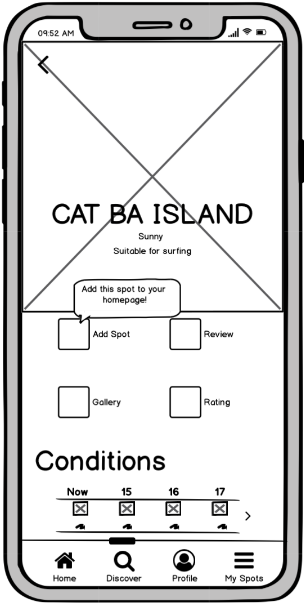 09:52 AM
CAT BA ISLAND
Sunny
Suitable for surfing
Add this spot to your
homepage!
Add Spot
Review
Gallery
Rating
Conditions
Now 15 16 17
Home Discover Profile My Spots